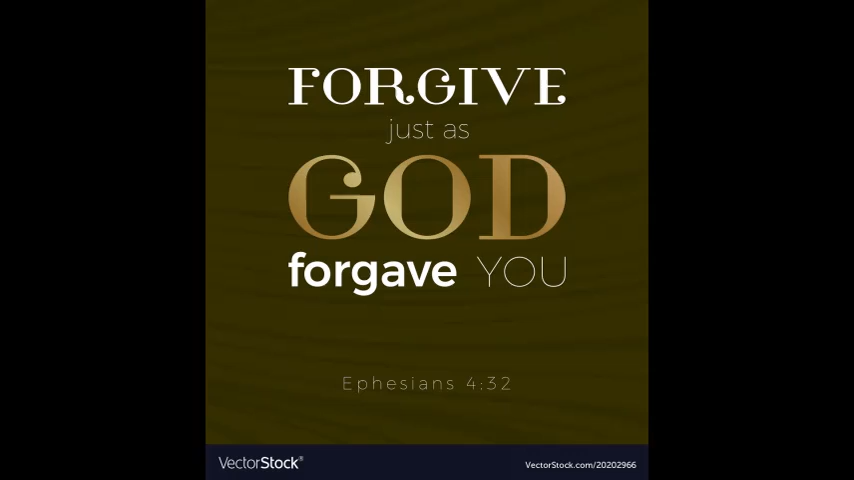 FORGIVE
just as
GOD
forgave YOU
Ephesians 4:32
VectorStock®
VectorStock.com/20202966